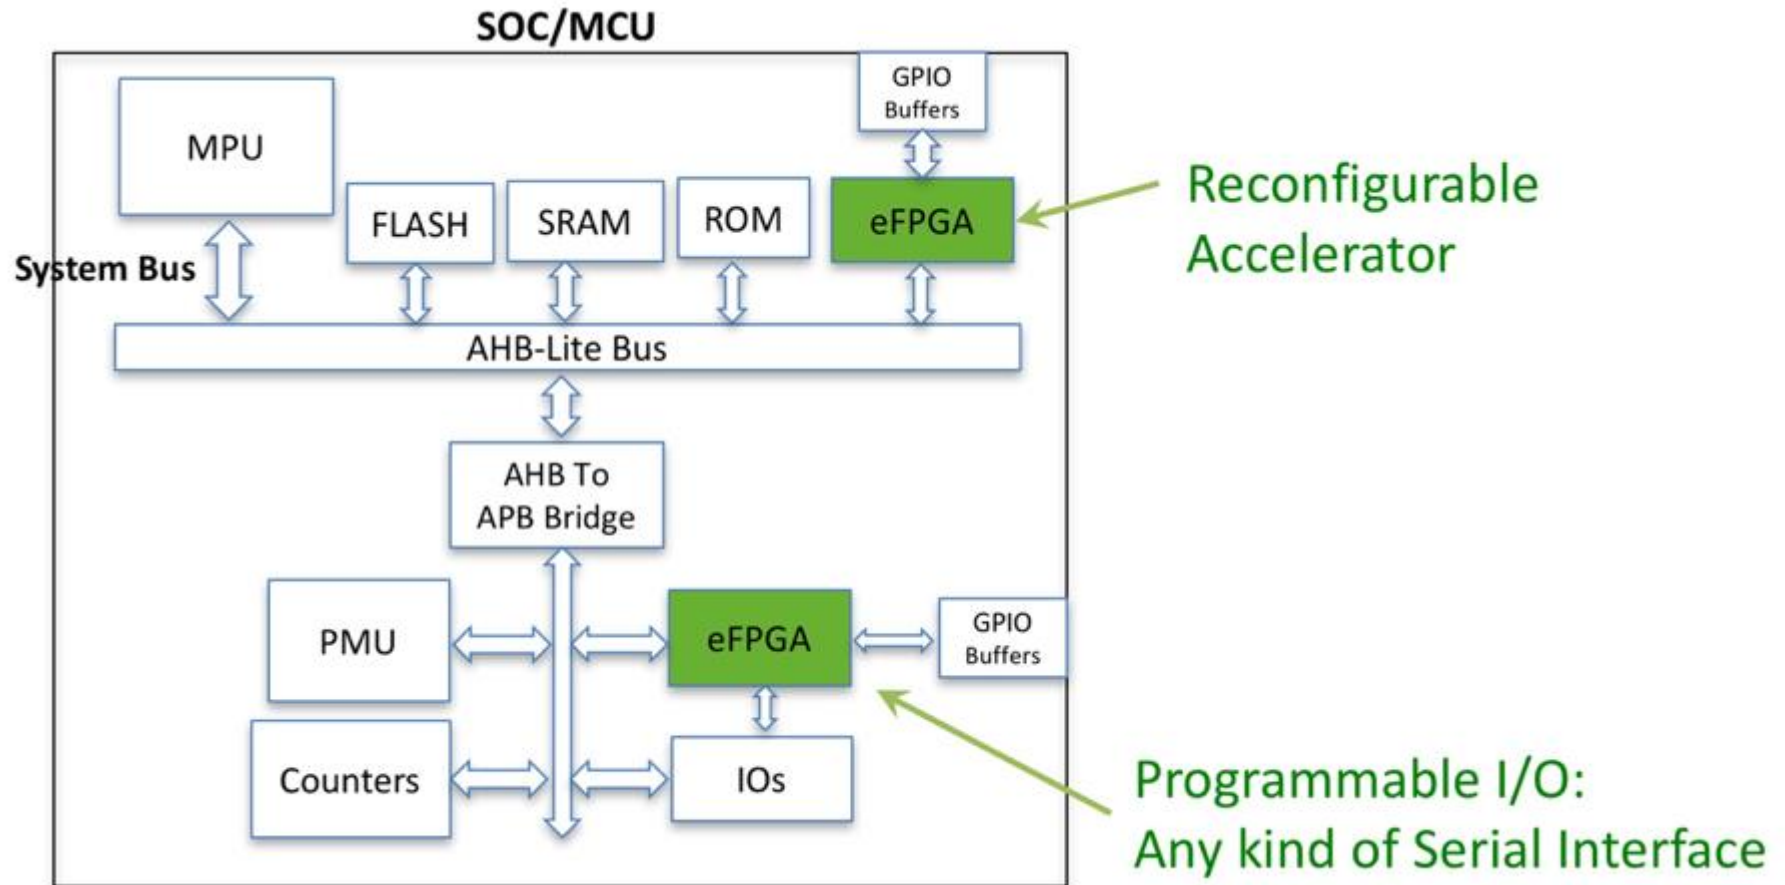 SOC/MCU
GPIO
Buffers
MPU
FLASH
SRAM
ROM
eFPGA
Reconfigurable
Accelerator
System Bus
AHB-Lite Bus
AHB To
APB Bridge
PMU
eFPGA
GPIO
Buffers
Counters
IOs
Programmable I/O:
Any kind of Serial Interface